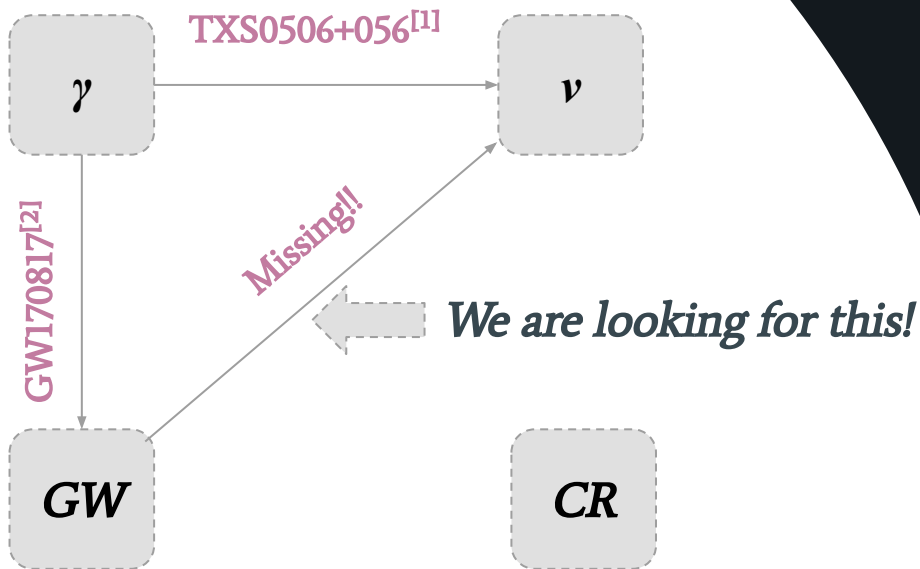 TXS0506+056[1]
γ
ν
GW170817[2]
Missing!!
We are looking for this!
GW
CR